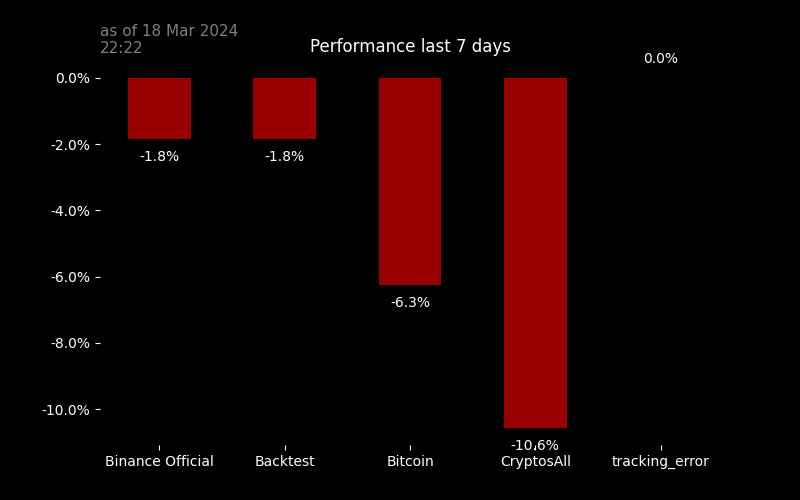 as of 18 Mar 2024
22:22
Performance last 7 days
0.0%
0.0%
-2.0%
-4.0%
-6.0%
-8.0%
-10.0%
-1.8%
-1.8%
-6.3%
-10.6%
Binance Official
Backtest
Bitcoin
CryptosAll
tracking_error